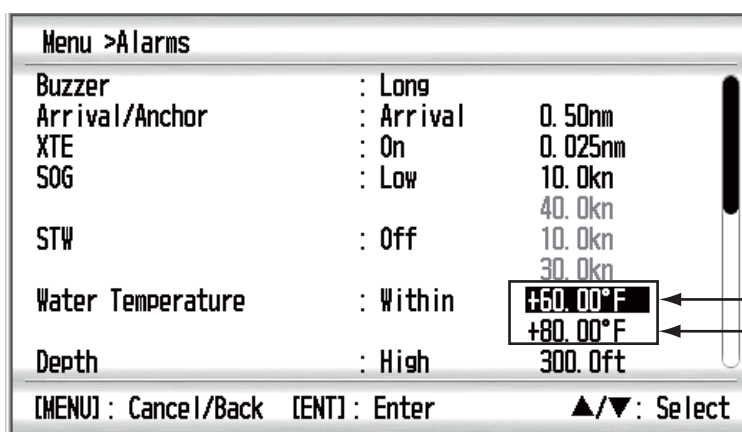 Menu >Alarms
Buzzer : Long
Arrival/Anchor : Arrival 0.50nm
XTE : On 0.025nm
SOG : Low 10.0kn
40.0kn
STW : Off 10.0kn
30.0kn
Water Temperature : Within +60.00°F
+80.00°F
Depth : High 300.0ft
[MENU] : Cancel/Back [ENT] : Enter ▲/▼: Select